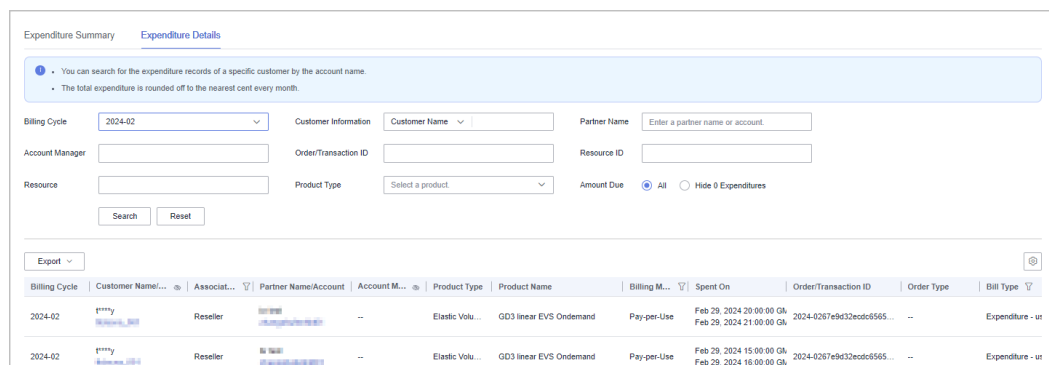 Expenditure Summary Expenditure Details
You can search for the expenditure records of a specific customer by the account name.
The total expenditure is rounded off to the nearest cent every month.
Billing Cycle 2024-02 Customer Information Customer Name Partner Name Enter a partner name or account.
Account Manager Order/Transaction ID Resource ID
Resource Product Type Select a product. Amount Due All Hide 0 Expenditures
Search Reset
Export
Billing Cycle Customer Name/... Associat... Partner Name/Account Account M... Product Type Product Name Billing M... Spent On Order/Transaction ID Order Type Bill Type
2024-02 f****y Reseller -- Elastic Volu... GD3 linear EVS Ondemand Pay-per-Use Feb 29, 2024 20:00:00 GM 2024-0267e9d32ecdc6565... -- Expenditure - us
Feb 29, 2024 21:00:00 GM
2024-02 f****y Reseller -- Elastic Volu... GD3 linear EVS Ondemand Pay-per-Use Feb 29, 2024 15:00:00 GM 2024-0267e9d32ecdc6565... -- Expenditure - us
Feb 29, 2024 16:00:00 GM